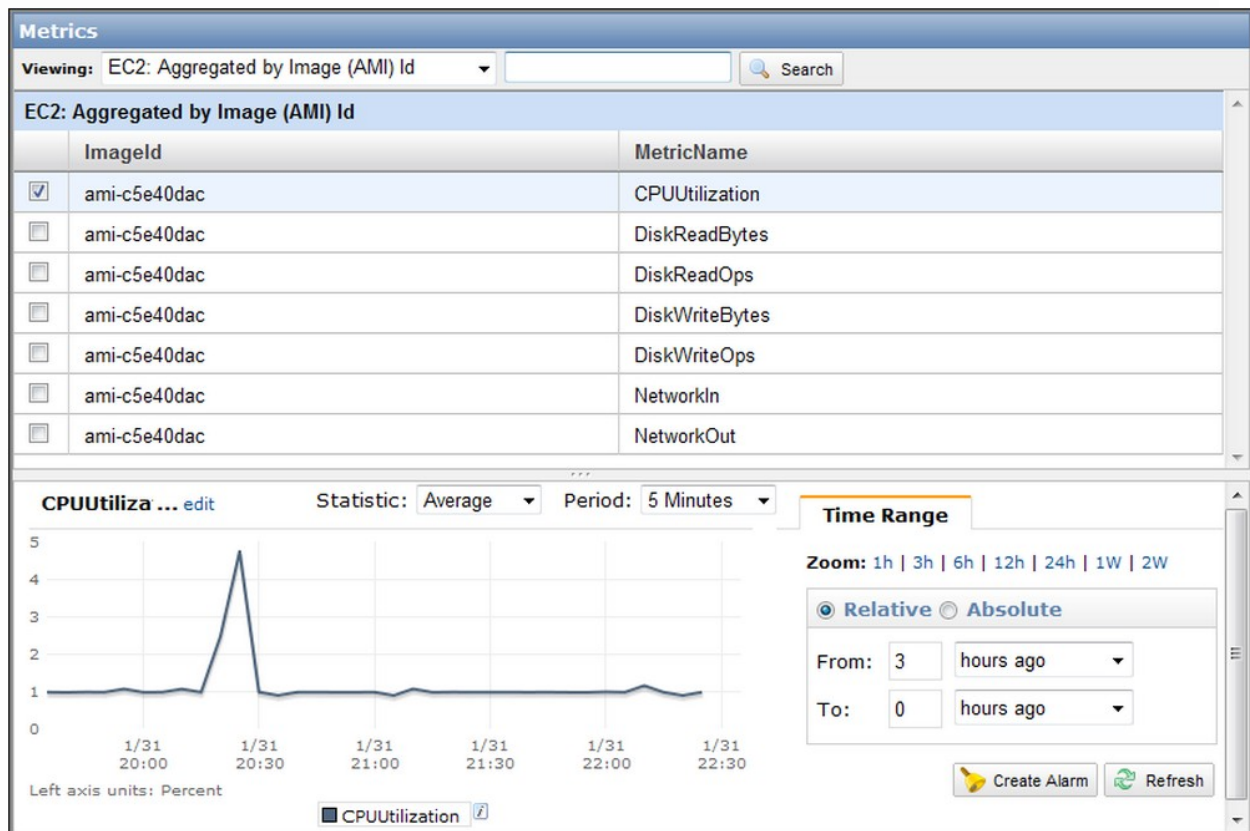 Metrics
Viewing: EC2: Aggregated by Image (AMI) Id Search
EC2: Aggregated by Image (AMI) Id
ImageId MetricName
ami-c5e40dac CPUUtilization
ami-c5e40dac DiskReadBytes
ami-c5e40dac DiskReadOps
ami-c5e40dac DiskWriteBytes
ami-c5e40dac DiskWriteOps
ami-c5e40dac NetworkIn
ami-c5e40dac NetworkOut
CPUUtiliza ... edit Statistic: Average Period: 5 Minutes
5
4
3
2
1
0
1/31 1/31 1/31 1/31 1/31 1/31
20:00 20:30 21:00 21:30 22:00 22:30
Left axis units: Percent
CPUUtilization i
Time Range
Zoom: 1h | 3h | 6h | 12h | 24h | 1W | 2W
Relative Absolute
From: 3 hours ago
To: 0 hours ago
Create Alarm Refresh